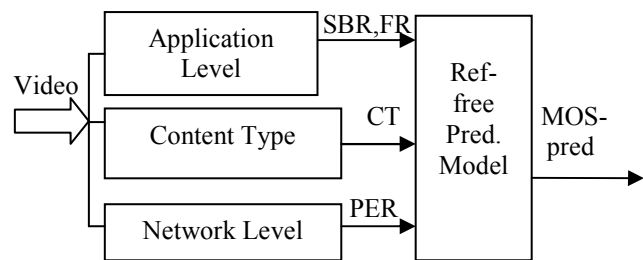 Video
Application
Level
SBR,FR
Content Type
CT
Network Level
PER
Ref-
free
Pred.
Model
MOS-
pred